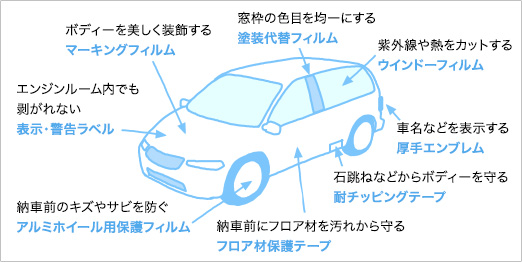 窓枠の色目を均一にする
塗装代替フィルム
ボディーを美しく装飾する
マーキングフィルム
紫外線や熱をカットする
ウインドーフィルム
エンジンルーム内でも
剥がれない
表示・警告ラベル
車名などを表示する
厚手エンブレム
石跳ねなどからボディーを守る
耐チッピングテープ
納車前のキズやサビを防ぐ
アルミホイール用保護フィルム
納車前にフロア材を汚れから守る
フロア材保護テープ